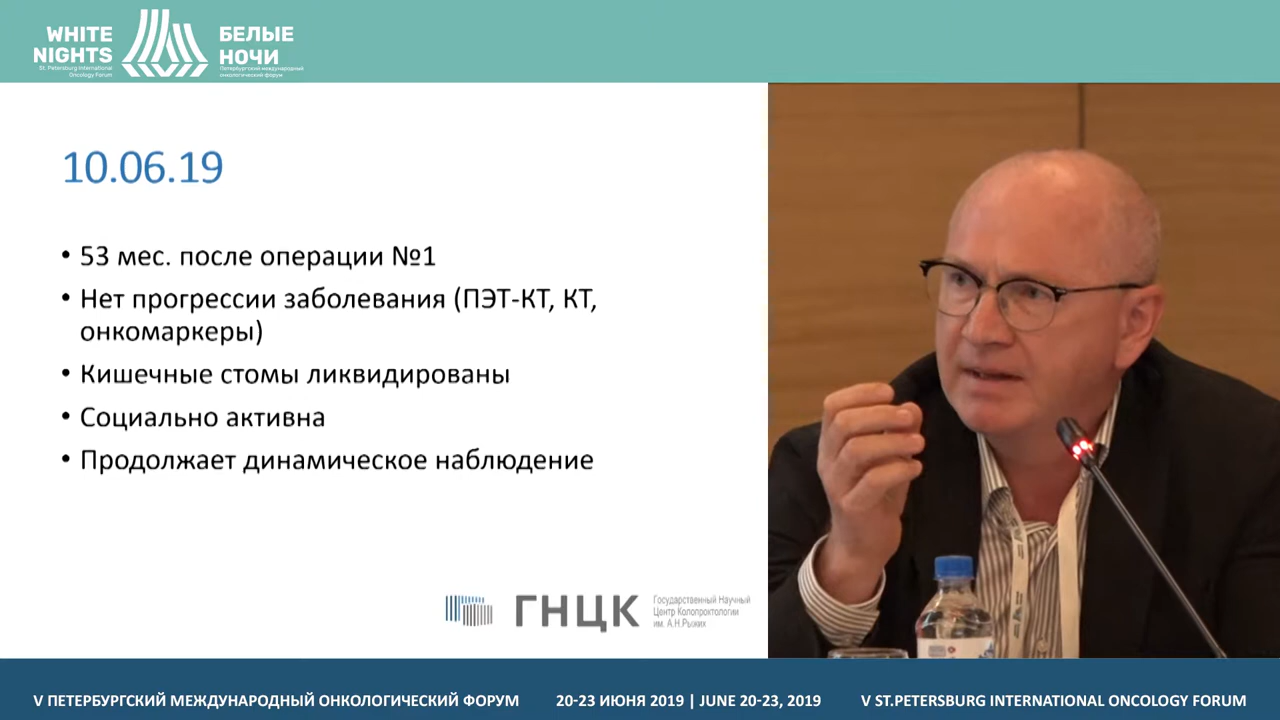 WHITE
NIGHTS
St. Petersburg International
Oncology Forum
БЕЛЫЕ
НОЧИ
Петербургский международный
онкологический форум
10.06.19
• 53 мес. после операции №1
• Нет прогрессии заболевания (ПЭТ-КТ, КТ,
онкомаркеры)
• Кишечные стомы ликвидированы
• Социально активна
• Продолжает динамическое наблюдение
ГНЦК
Государственный Научный
Центр Колопроктологии
им. А.Н.Рыжих
V ПЕТЕРБУРГСКИЙ МЕЖДУНАРОДНЫЙ ОНКОЛОГИЧЕСКИЙ ФОРУМ
20-23 ИЮНЯ 2019 | JUNE 20-23, 2019
V ST.PETERSBURG INTERNATIONAL ONCOLOGY FORUM